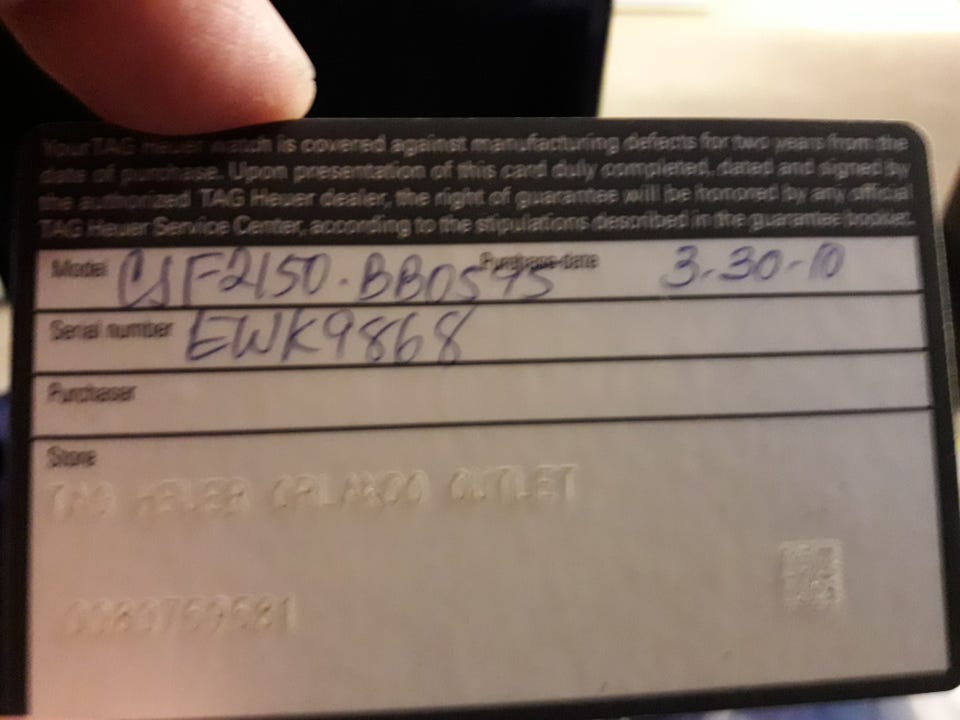 Your TAG Heuer watch is covered against manufacturing defects for two years from the
date of purchase. Upon presentation of this card duly completed, dated and signed by
the authorized TAG Heuer dealer, the right of guarantee will be honored by any official
TAG Heuer Service Center, according to the stipulations described in the guarantee booklet.
Model CJF2150.BB0595 Purchase date 3-30-10
Serial number EWK9868
Purchaser
Store
TAG HEUER ORLANDO OUTLET